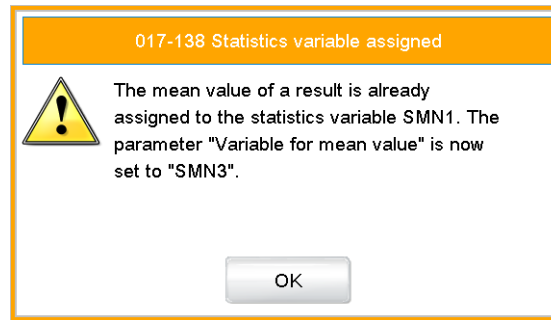 017-138 Statistics variable assigned
The mean value of a result is already
assigned to the statistics variable SMN1. The
parameter "Variable for mean value" is now
set to "SMN3".
OK